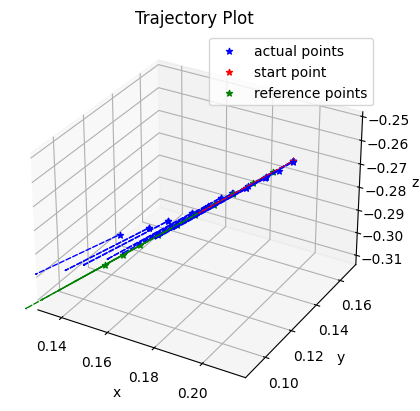 Trajectory Plot
actual points
start point
reference points
−0.25
−0.26
−0.27
−0.28
−0.29
−0.30
−0.31
z
0.16
0.14
0.12
0.10
y
0.14
0.16
0.18
0.20
x